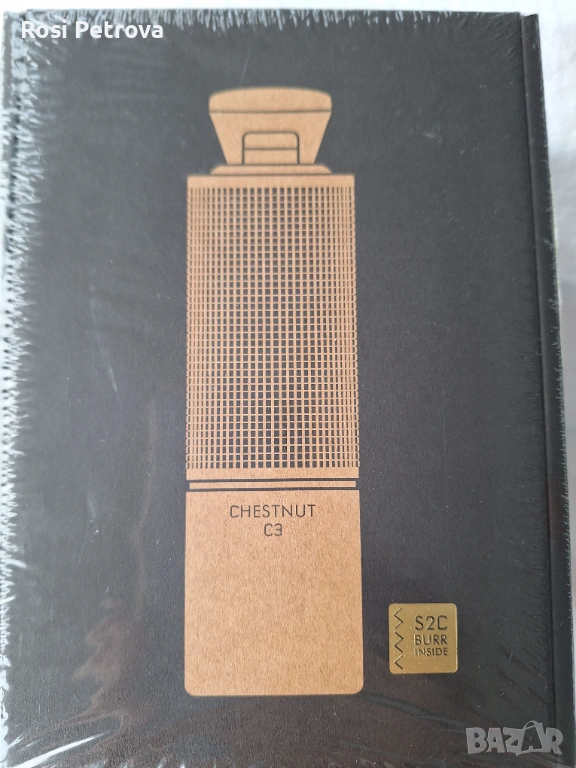 Rosi Petrova
CHESTNUT
C3
S2C
BURR
INSIDE
BAZAR